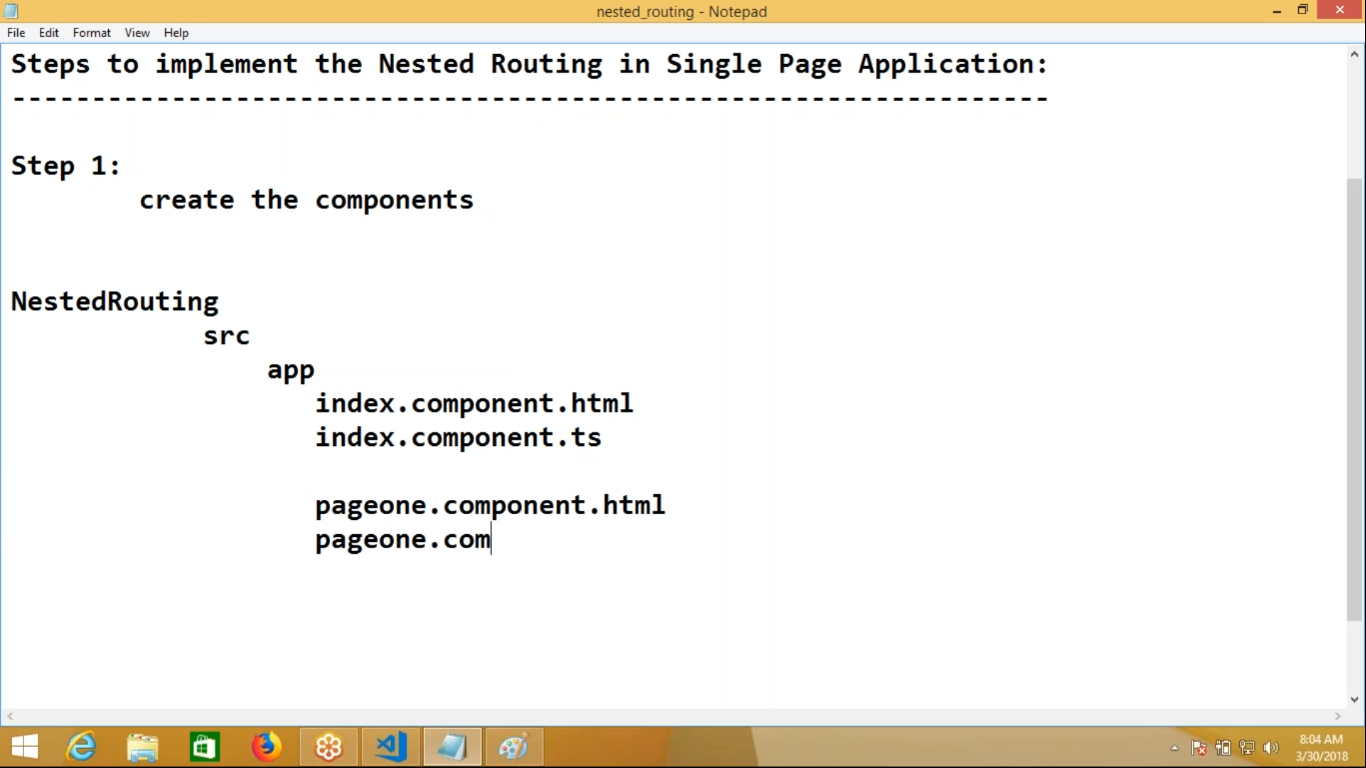 nested_routing - Notepad
File Edit Format View Help
Steps to implement the Nested Routing in Single Page Application:
-----------------------------------------------------------------
Step 1:
create the components
NestedRouting
src
app
index.component.html
index.component.ts
pageone.component.html
pageone.com
8:04 AM
3/30/2018